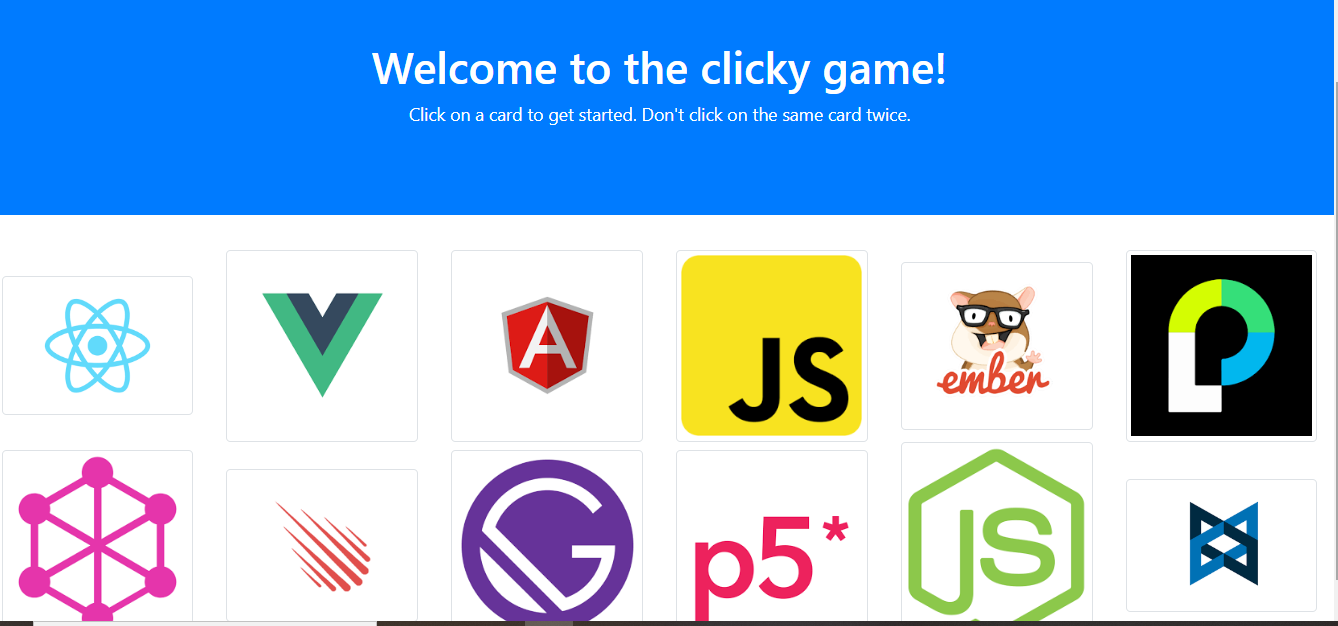 Welcome to the clicky game!
Click on a card to get started. Don't click on the same card twice.
A
JS
ember
p5*
JS